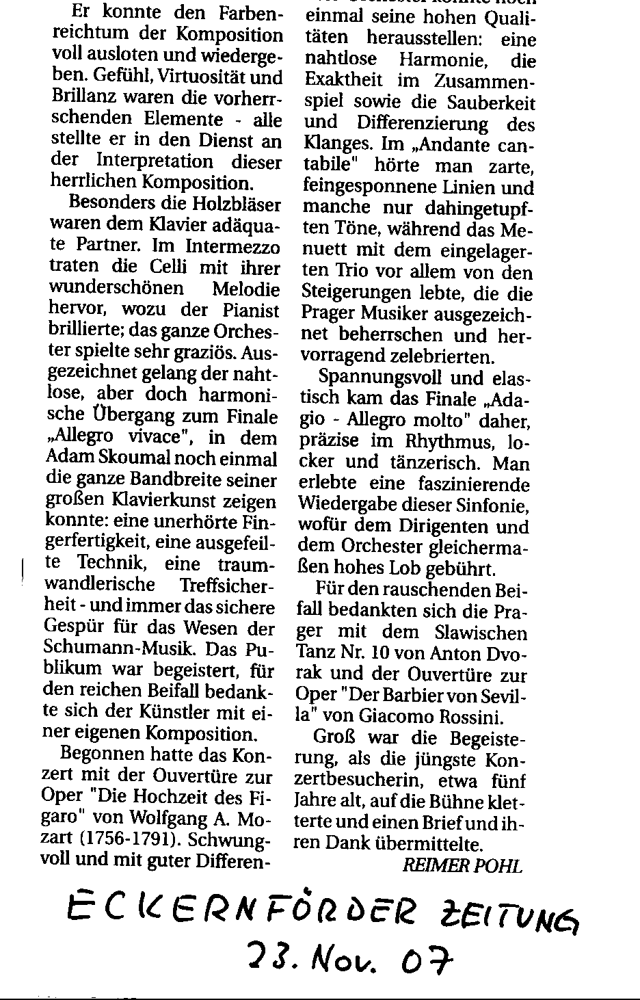 Er konnte den Farben-
reichtum der Komposition
voll ausloten und wiederge-
ben. Gefühl, Virtuosität und
Brillanz waren die vorherr-
schenden Elemente - alle
stellte er in den Dienst an
der Interpretation dieser
herrlichen Komposition.
Besonders die Holzbläser
waren dem Klavier adäqua-
te Partner. Im Intermezzo
traten die Celli mit ihrer
wunderschönen Melodie
hervor, wozu der Pianist
brillierte; das ganze Orches-
ter spielte sehr graziös. Aus-
gezeichnet gelang der naht-
lose, aber doch harmoni-
sche Übergang zum Finale
„Allegro vivace", in dem
Adam Skoumal noch einmal
die ganze Bandbreite seiner
großen Klavierkunst zeigen
konnte: eine unerhörte Fin-
gerfertigkeit, eine ausgefeil-
te Technik, eine traum-
wandlerische Treffsicher-
heit - und immer das sichere
Gespür für das Wesen der
Schumann-Musik. Das Pu-
blikum war begeistert, für
den reichen Beifall bedank-
te sich der Künstler mit ei-
ner eigenen Komposition.
Begonnen hatte das Kon-
zert mit der Ouvertüre zur
Oper "Die Hochzeit des Fi-
garo" von Wolfgang A. Mo-
zart (1756-1791). Schwung-
voll und mit guter Differen-
Orchester konnte noch
einmal seine hohen Quali-
täten herausstellen: eine
nahtlose Harmonie, die
Exaktheit im Zusammen-
spiel sowie die Sauberkeit
und Differenzierung des
Klanges. Im „Andante can-
tabile" hörte man zarte,
feingesponnene Linien und
manche nur dahingetupf-
ten Töne, während das Me-
nuett mit dem eingelager-
ten Trio vor allem von den
Steigerungen lebte, die die
Prager Musiker ausgezeich-
net beherrschen und her-
vorragend zelebrierten.
Spannungsvoll und elas-
tisch kam das Finale „Ada-
gio - Allegro molto" daher,
präzise im Rhythmus, lo-
cker und tänzerisch. Man
erlebte eine faszinierende
Wiedergabe dieser Sinfonie,
wofür dem Dirigenten und
dem Orchester gleicherma-
ßen hohes Lob gebührt.
Für den rauschenden Bei-
fall bedankten sich die Pra-
ger mit dem Slawischen
Tanz Nr. 10 von Anton Dvo-
rak und der Ouvertüre zur
Oper "Der Barbier von Sevil-
la" von Giacomo Rossini.
Groß war die Begeiste-
rung, als die jüngste Kon-
zertbesucherin, etwa fünf
Jahre alt, auf die Bühne klet-
terte und einen Brief und ih-
ren Dank übermittelte.
REIMER POHL
ECKERNFÖRDER ZEITUNG
23. Nov. 07